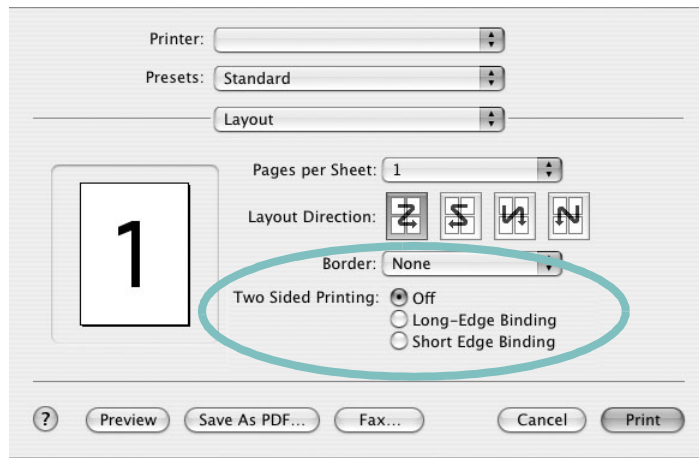 Printer:
Presets: Standard
Layout
Pages per Sheet: 1
Layout Direction:
1
Border: None
Two Sided Printing: Off
Long-Edge Binding
Short Edge Binding
? Preview Save As PDF... Fax... Cancel Print